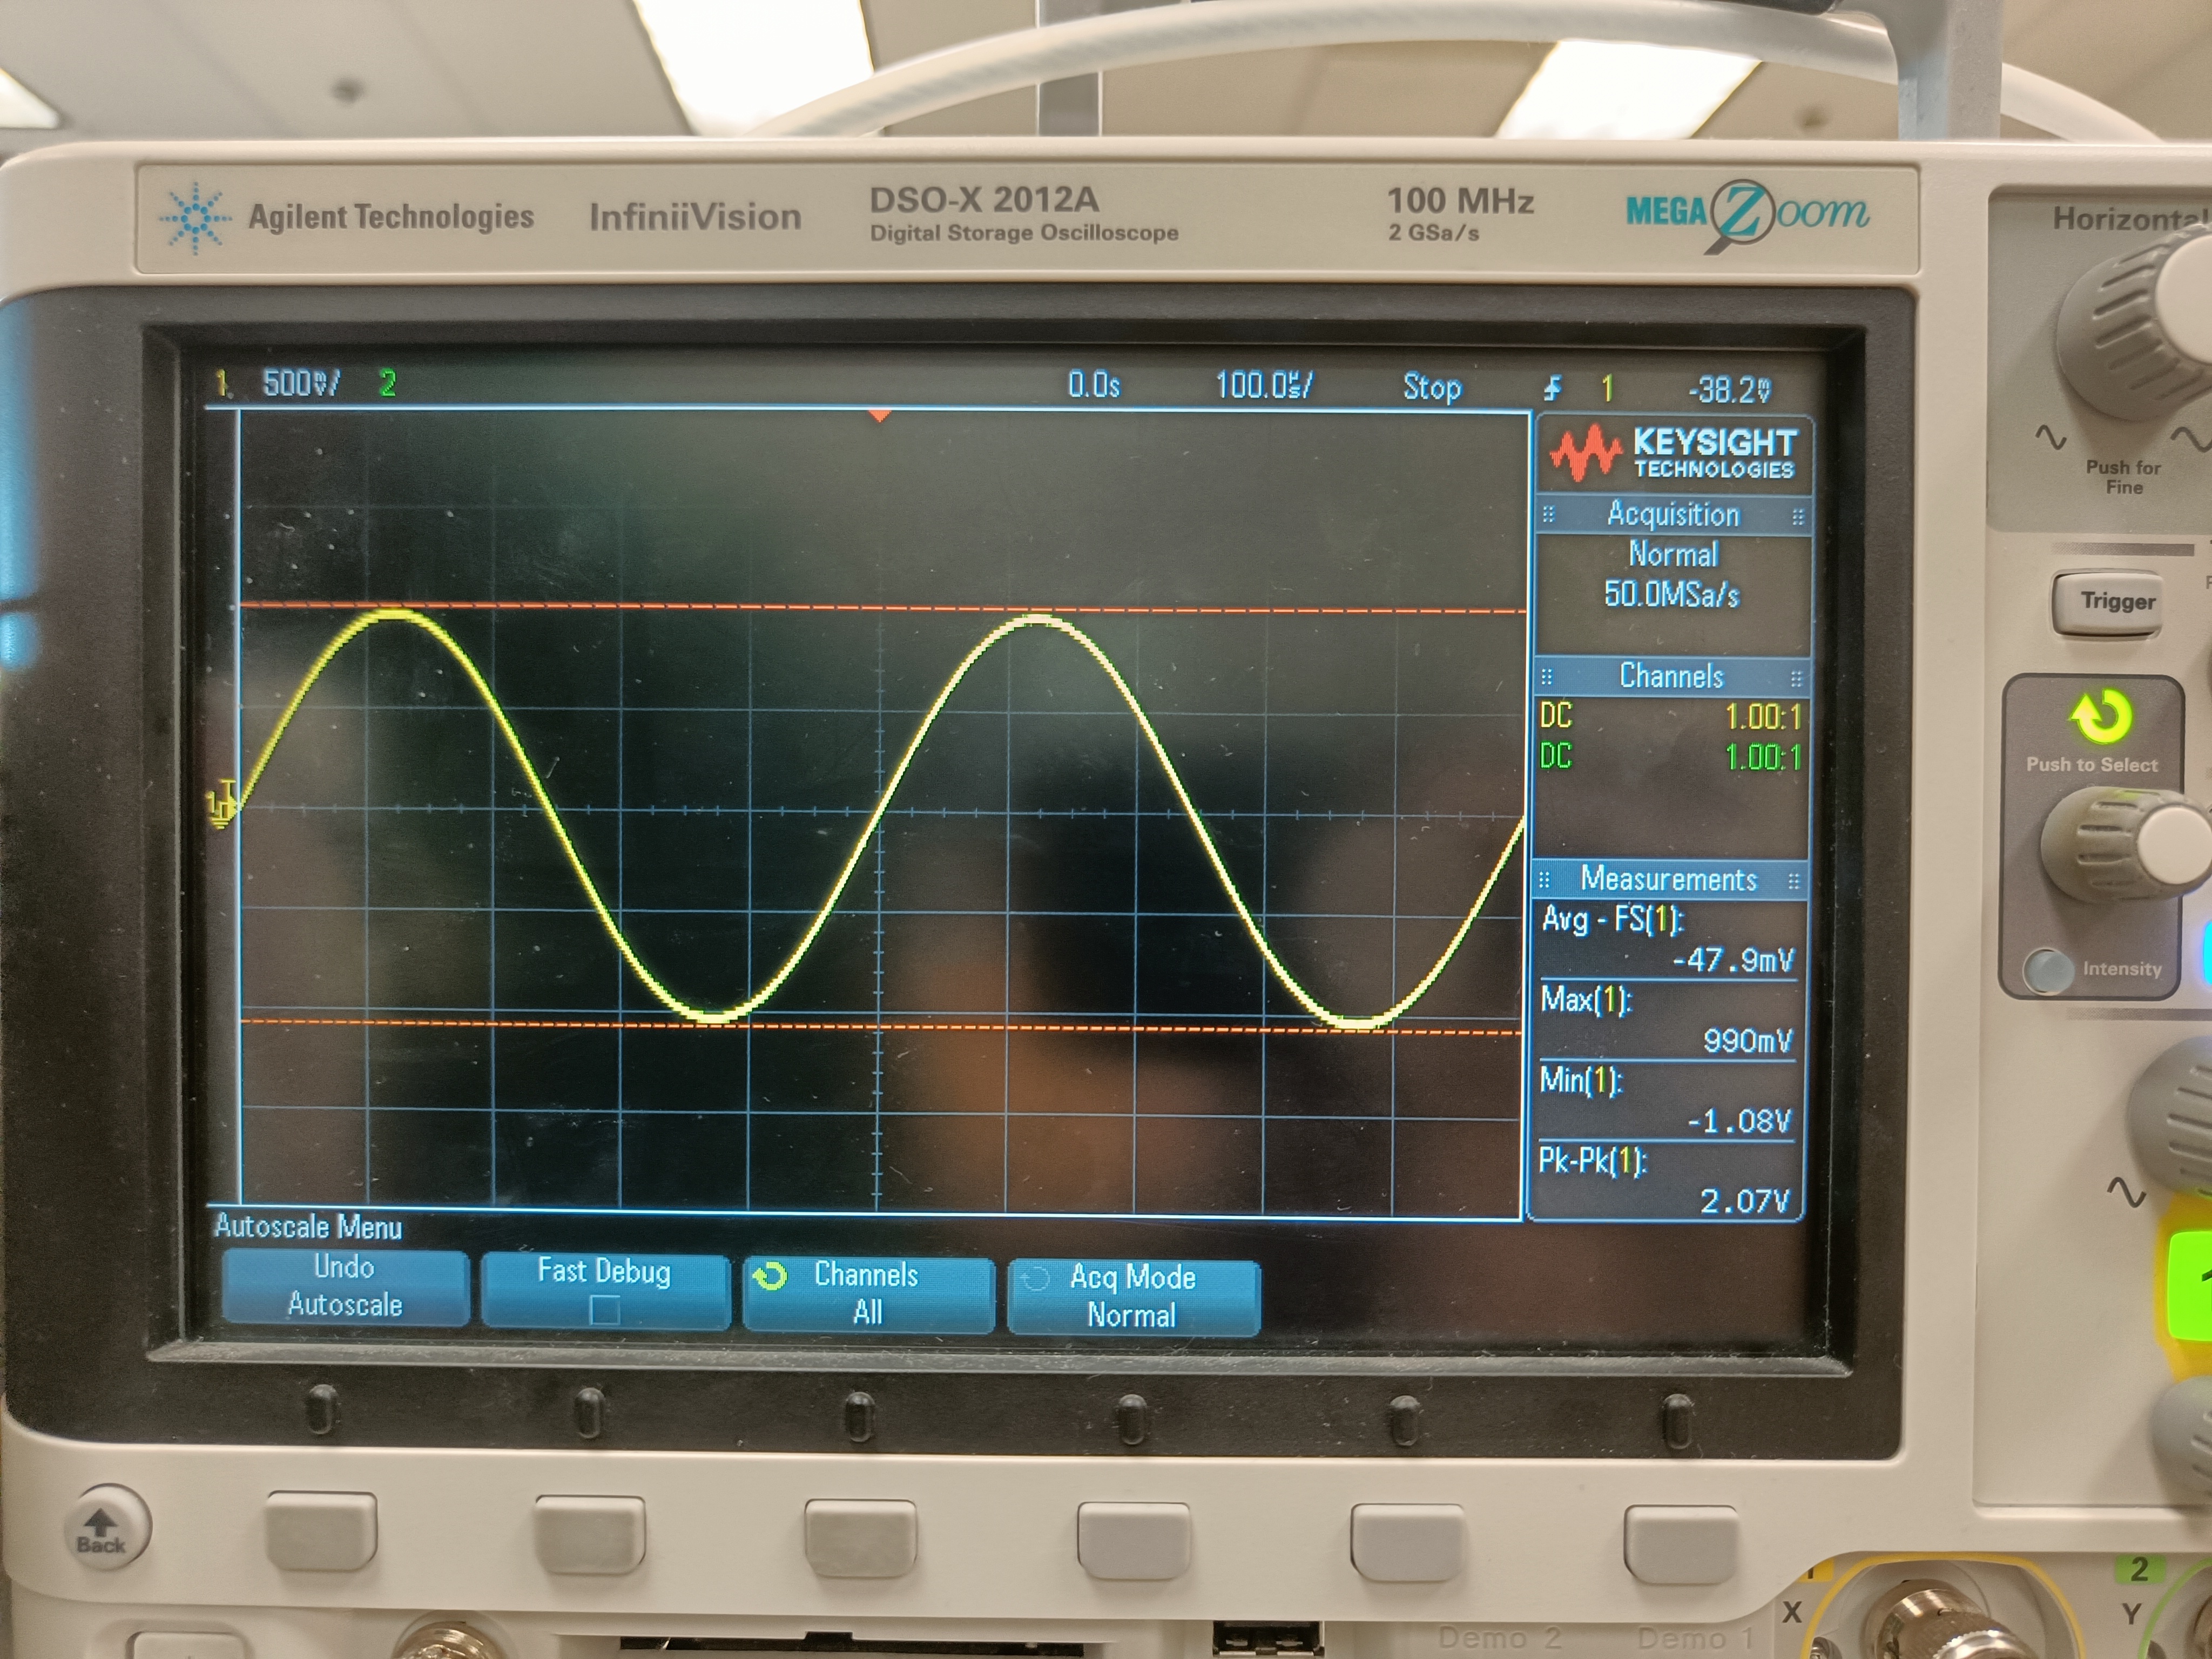 Agilent Technologies
InfiniiVision
DSO-X 2012A
Digital Storage Oscilloscope
100 MHz
2 GSa/s
MEGA Zoom
Horizontal
1 500mV/ 2 0.0s 100.0µs/ Stop 1 -38.2mV
KEYSIGHT
TECHNOLOGIES
Acquisition
Normal
50.0MSa/s
Channels
DC 1.00:1
DC 1.00:1
Measurements
Avg - FS(1):
-47.9mV
Max(1):
990mV
Min(1):
-1.08V
Pk-Pk(1):
2.07V
Autoscale Menu
Undo
Autoscale
Fast Debug
Channels
All
Acq Mode
Normal
Push for
Fine
Trigger
Push to Select
Intensity
Back
X
2
Y
Demo 2
Demo 1